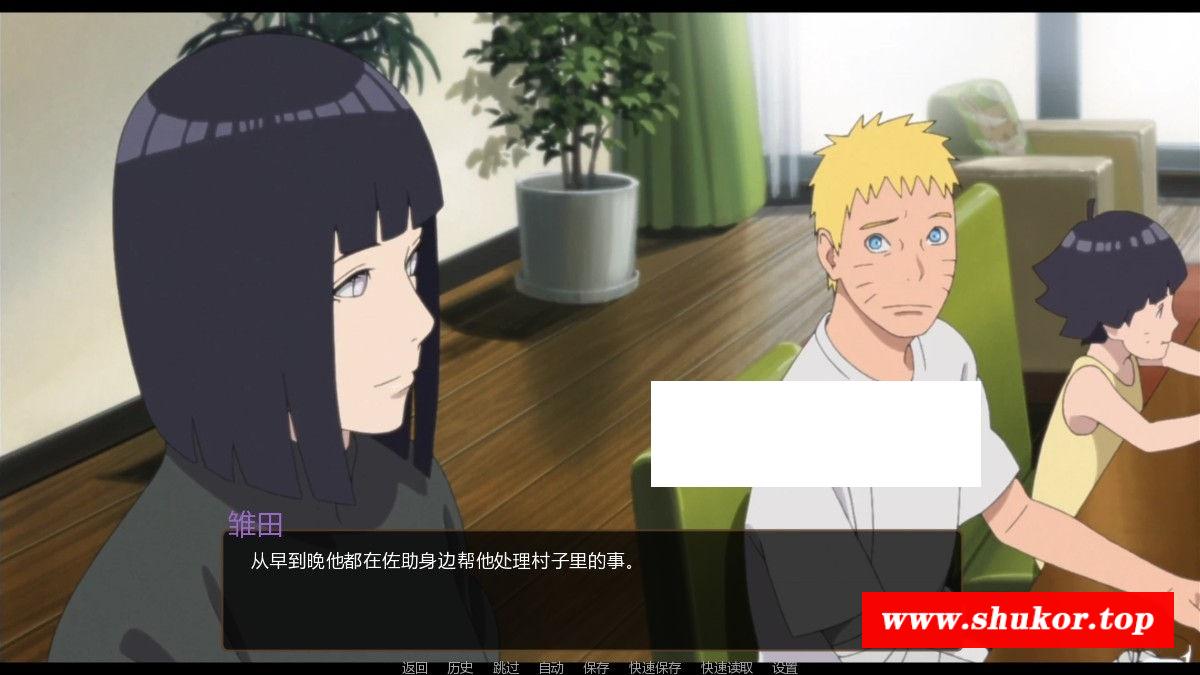 雏田
从早到晚他都在佐助身边帮他处理村子里的事。
www.shukor.top
返回 历史 跳过 自动 保存 快速保存 快速读取 设置